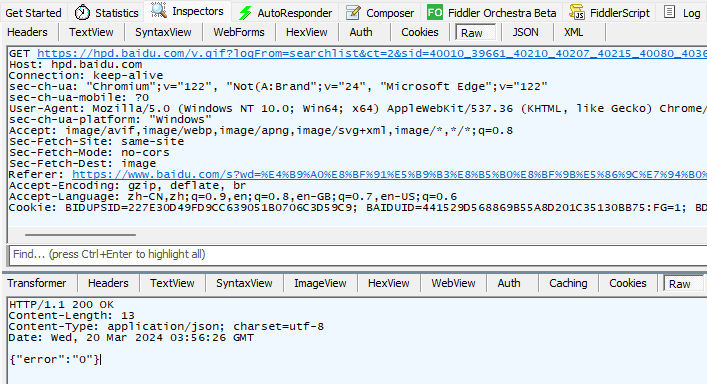 Get Started Statistics Inspectors AutoResponder Composer FO Fiddler Orchestra Beta FiddlerScript Log
Headers TextView SyntaxView WebForms HexView Auth Cookies Raw JSON XML
GET https://hpd.baidu.com/v.gif?logFrom=searchlist&ct=2&sid=40010_39661_40210_40207_40215_40080_4036
Host: hpd.baidu.com
Connection: keep-alive
sec-ch-ua: "Chromium";v="122", "Not(A:Brand";v="24", "Microsoft Edge";v="122"
sec-ch-ua-mobile: ?0
User-Agent: Mozilla/5.0 (Windows NT 10.0; Win64; x64) AppleWebKit/537.36 (KHTML, like Gecko) Chrome/
sec-ch-ua-platform: "Windows"
Accept: image/avif,image/webp,image/apng,image/svg+xml,image/*,*/*;q=0.8
Sec-Fetch-Site: same-site
Sec-Fetch-Mode: no-cors
Sec-Fetch-Dest: image
Referer: https://www.baidu.com/s?wd=%E4%B9%A0%E8%BF%91%E5%B9%B3%E8%B5%B0%E8%BF%9B%E5%86%9C%E7%94%B0%
Accept-Encoding: gzip, deflate, br
Accept-Language: zh-CN,zh;q=0.9,en;q=0.8,en-GB;q=0.7,en-US;q=0.6
Cookie: BIDUPSID=227E30D49FD9CC639051B0706C3D59C9; BAIDUID=441529D568869B55A8D201C35130BB75:FG=1; BD
Find... (press Ctrl+Enter to highlight all)
Transformer Headers TextView SyntaxView ImageView HexView WebView Auth Caching Cookies Raw
HTTP/1.1 200 OK
Content-Length: 13
Content-Type: application/json; charset=utf-8
Date: Wed, 20 Mar 2024 03:56:26 GMT
{"error":"0"}